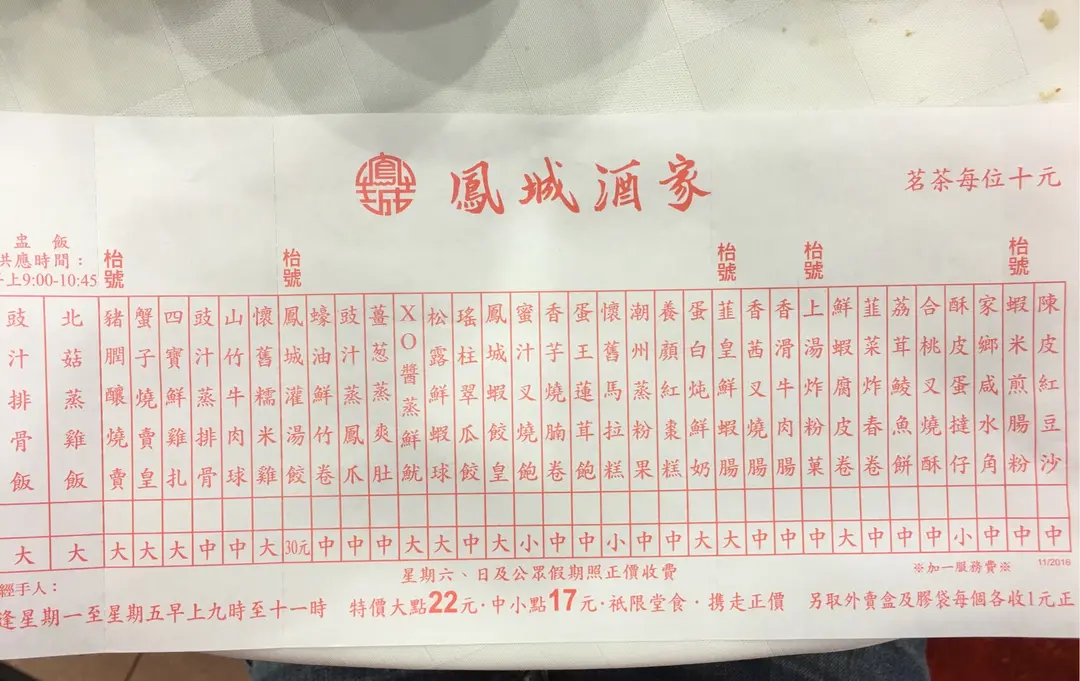 鳳城
鳳城酒家
茗茶每位十元
枱號
枱號
枱號
枱號
枱號
盅飯
供應時間：
上9:00-10:45
陳皮紅豆沙 中
蝦米煎腸粉 中
家鄉咸水角 中
酥皮蛋撻仔 小
合桃叉燒酥 中
荔茸鯪魚餅 中
韮菜炸春卷 中
鮮蝦腐皮卷 大
上湯炸粉菓 中
香滑牛肉腸 中
香茜叉燒腸 中
韮皇鮮蝦腸 大
蛋白炖鮮奶 大
養顏紅棗糕 中
潮州蒸粉果 中
懷舊馬拉糕 小
蛋王蓮茸飽 中
香芋燒腩卷 中
蜜汁叉燒飽 小
鳳城蝦餃皇 大
瑤柱翠瓜餃 中
松露鮮蝦球 大
XO醬蒸鮮魷 大
薑葱蒸爽肚 中
豉汁蒸鳳爪 中
蠔油鮮竹卷 中
鳳城灌湯餃 30元
懷舊糯米雞 大
山竹牛肉球 中
豉汁蒸排骨 中
四寶鮮雞扎 大
蟹子燒賣皇 大
豬膶釀燒賣 大
北菇蒸雞飯 大
豉汁排骨飯 大
經手人：
星期六、日及公眾假期照正價收費
※加一服務費※
11/2016
逢星期一至星期五早上九時至十一時 特價大點22元·中小點17元·祇限堂食·携走正價 另取外賣盒及膠袋每個各收1元正